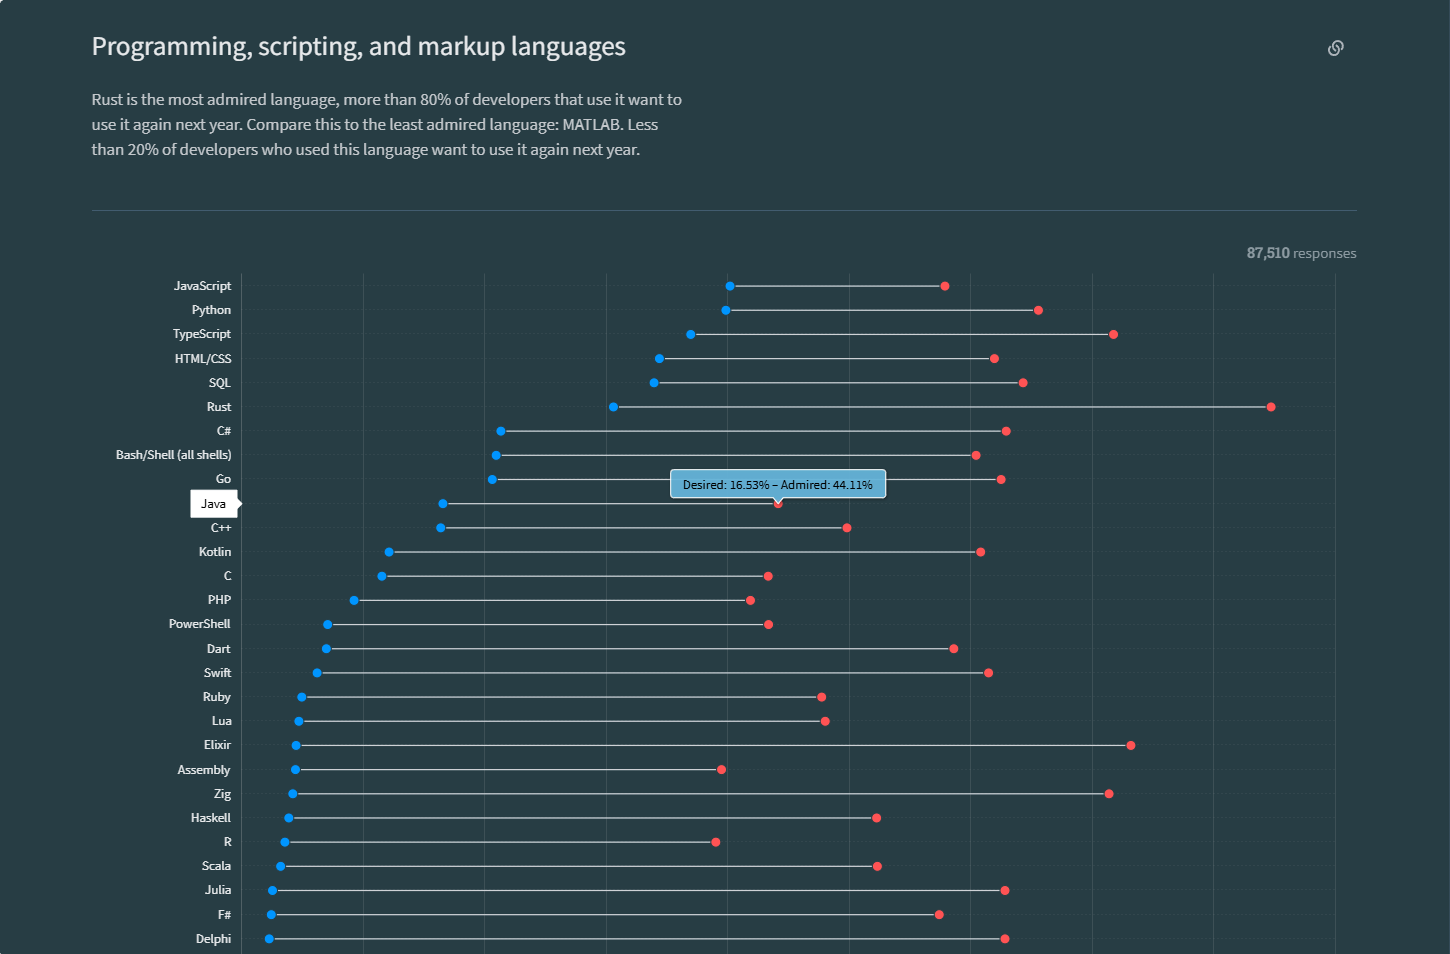 Programming, scripting, and markup languages
Rust is the most admired language, more than 80% of developers that use it want to
use it again next year. Compare this to the least admired language: MATLAB. Less
than 20% of developers who used this language want to use it again next year.
87,510 responses
JavaScript
Python
TypeScript
HTML/CSS
SQL
Rust
C#
Bash/Shell (all shells)
Go
Desired: 16.53% – Admired: 44.11%
Java
C++
Kotlin
C
PHP
PowerShell
Dart
Swift
Ruby
Lua
Elixir
Assembly
Zig
Haskell
R
Scala
Julia
F#
Delphi